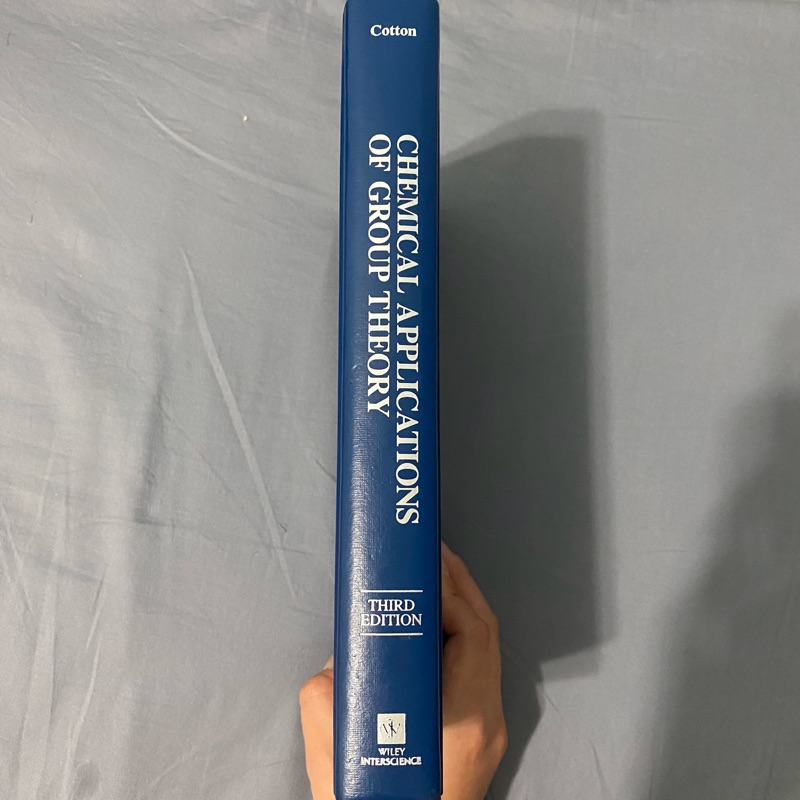 Cotton
CHEMICAL APPLICATIONS
OF GROUP THEORY
THIRD
EDITION
WILEY
INTERSCIENCE